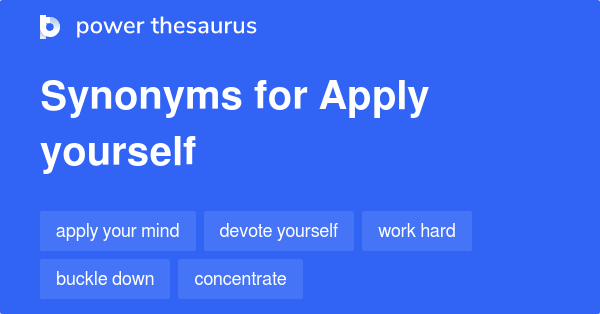 power thesaurus
Synonyms for Apply
yourself
apply your mind devote yourself work hard
buckle down concentrate